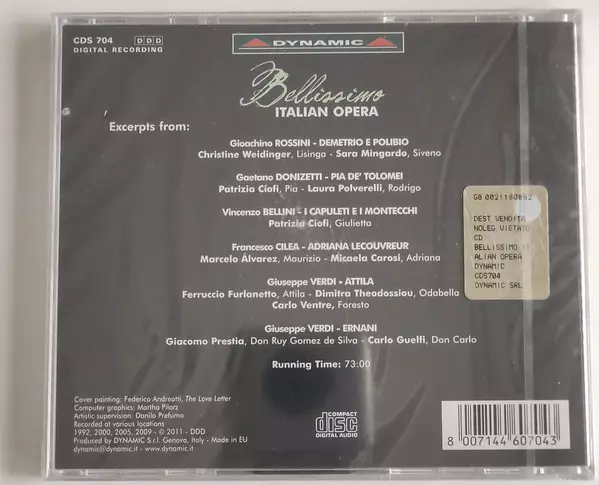 CDS 704 DDD
DIGITAL RECORDING
DYNAMIC
Bellissimo
ITALIAN OPERA
Excerpts from:
Gioachino ROSSINI - DEMETRIO E POLIBIO
Christine Weidinger, Lisinga - Sara Mingardo, Siveno
Gaetano DONIZETTI - PIA DE' TOLOMEI
Patrizia Ciofi, Pia - Laura Polverelli, Rodrigo
Vincenzo BELLINI - I CAPULETI E I MONTECCHI
Patrizia Ciofi, Giulietta
Francesco CILEA - ADRIANA LECOUVREUR
Marcelo Álvarez, Maurizio - Micaela Carosi, Adriana
Giuseppe VERDI - ATTILA
Ferruccio Furlanetto, Attila - Dimitra Theodossiou, Odabella
Carlo Ventre, Faresto
Giuseppe VERDI - ERNANI
Giacomo Prestia, Don Ruy Gomez de Silva - Carlo Guelfi, Don Carlo
Running Time: 73:00
GB 0021180882
DEST VENDITA
NOLEG VIETATO
CD
BELLISSIMO IT
ALIAN OPERA
DYNAMIC
CDS704
DYNAMIC SRL
Cover painting: Federico Andreotti, The Love Letter
Computer graphics: Martha Pilarz
Artistic supervision: Danilo Prefumo
Recorded at various locations
1992, 2000, 2005, 2009 - ℗ © 2011 - DDD
Produced by DYNAMIC S.r.l. Genova, Italy - Made in EU
dynamic@dynamic.it - www.dynamic.it
COMPACT
disc
DIGITAL AUDIO
8 007144 607043